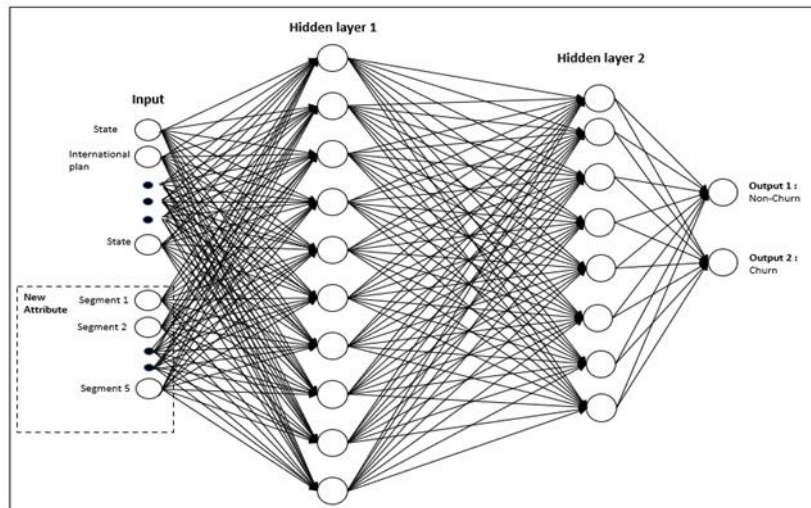 Hidden layer 1
Hidden layer 2
Input
State
International
plan
State
New
Attribute
Segment 1
Segment 2
Segment 5
Output 1 :
Non-Churn
Output 2 :
Churn